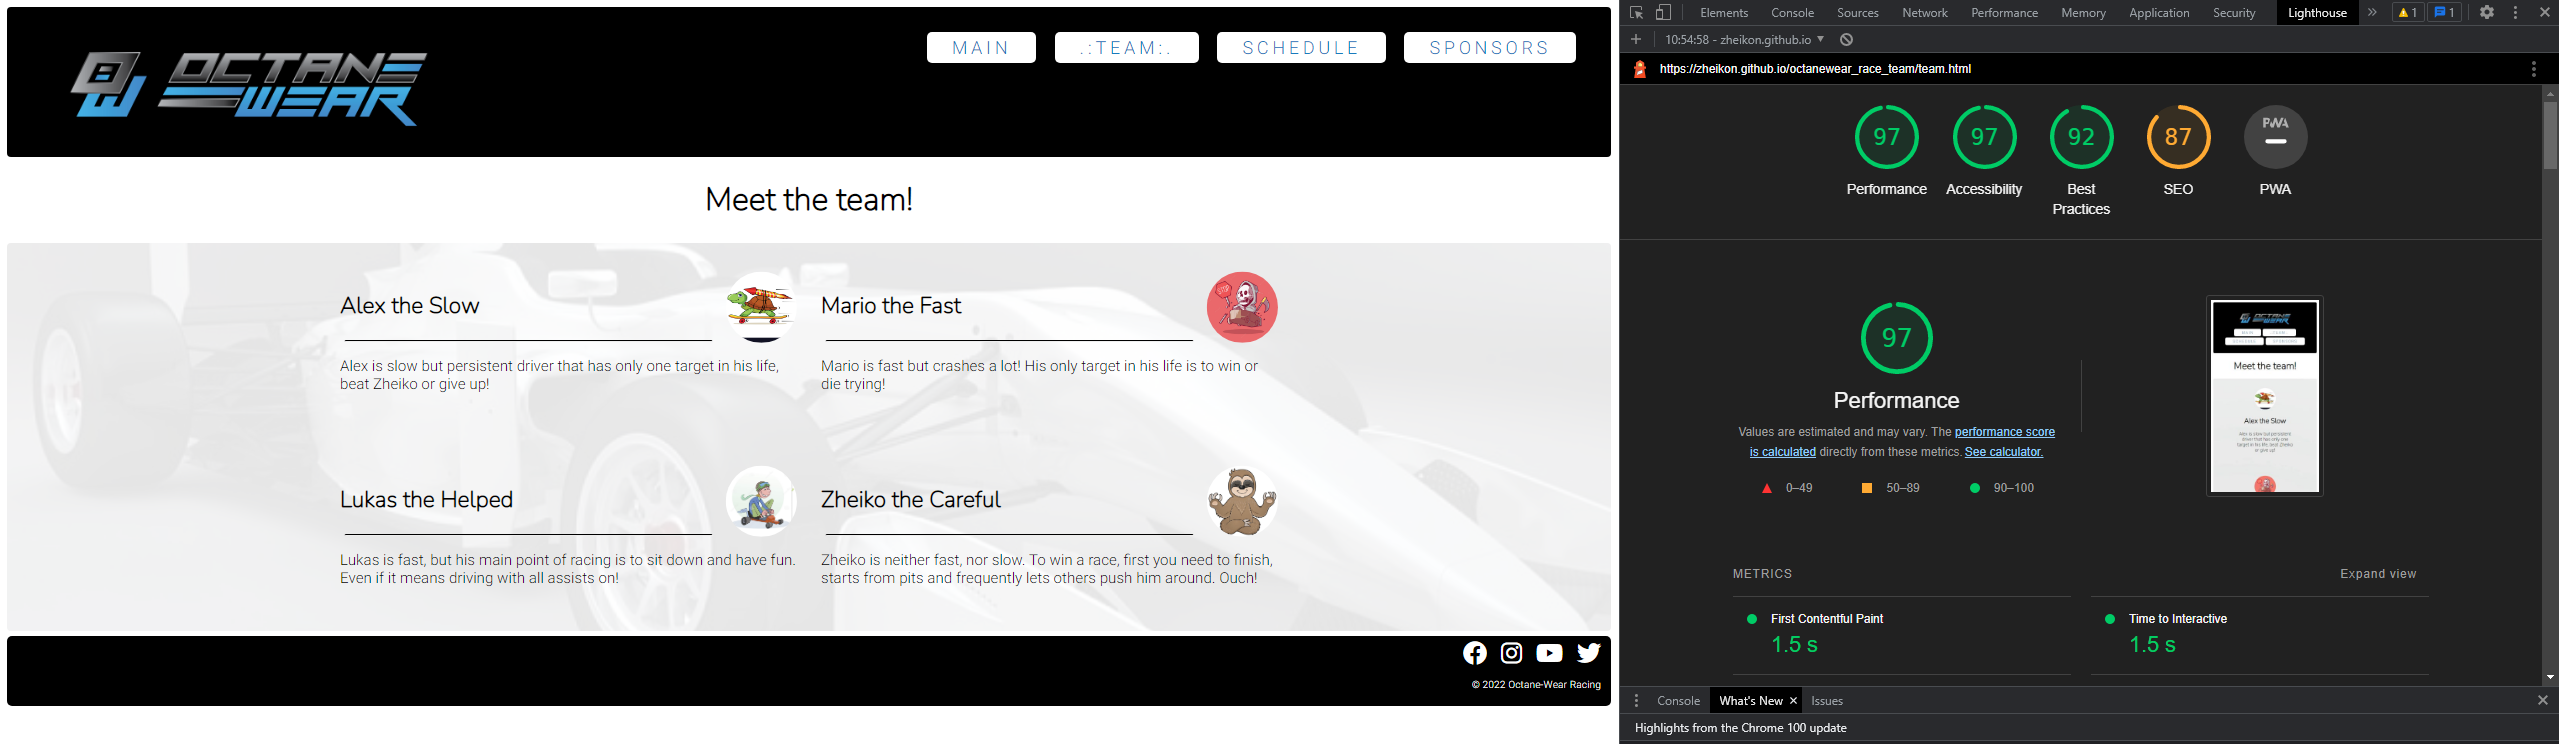 OCTANE
WEAR
MAIN
.:TEAM:.
SCHEDULE
SPONSORS
Meet the team!
Alex the Slow
Alex is slow but persistent driver that has only one target in his life,
beat Zheiko or give up!
Mario the Fast
Mario is fast but crashes a lot! His only target in his life is to win or
die trying!
Lukas the Helped
Lukas is fast, but his main point of racing is to sit down and have fun.
Even if it means driving with all assists on!
Zheiko the Careful
Zheiko is neither fast, nor slow. To win a race, first you need to finish,
starts from pits and frequently lets others push him around. Ouch!
© 2022 Octane-Wear Racing
Elements Console Sources Network Performance Memory Application Security Lighthouse » 1 1
10:54:58 - zheikon.github.io
https://zheikon.github.io/octanewear_race_team/team.html
97 97 92 87 PWA
Performance Accessibility Best Practices SEO PWA
97
Performance
Values are estimated and may vary. The performance score
is calculated directly from these metrics. See calculator.
0–49 50–89 90–100
OCTANE
WEAR
Meet the team!
Alex the Slow
METRICS
Expand view
First Contentful Paint
1.5 s
Time to Interactive
1.5 s
Console What's New Issues
Highlights from the Chrome 100 update